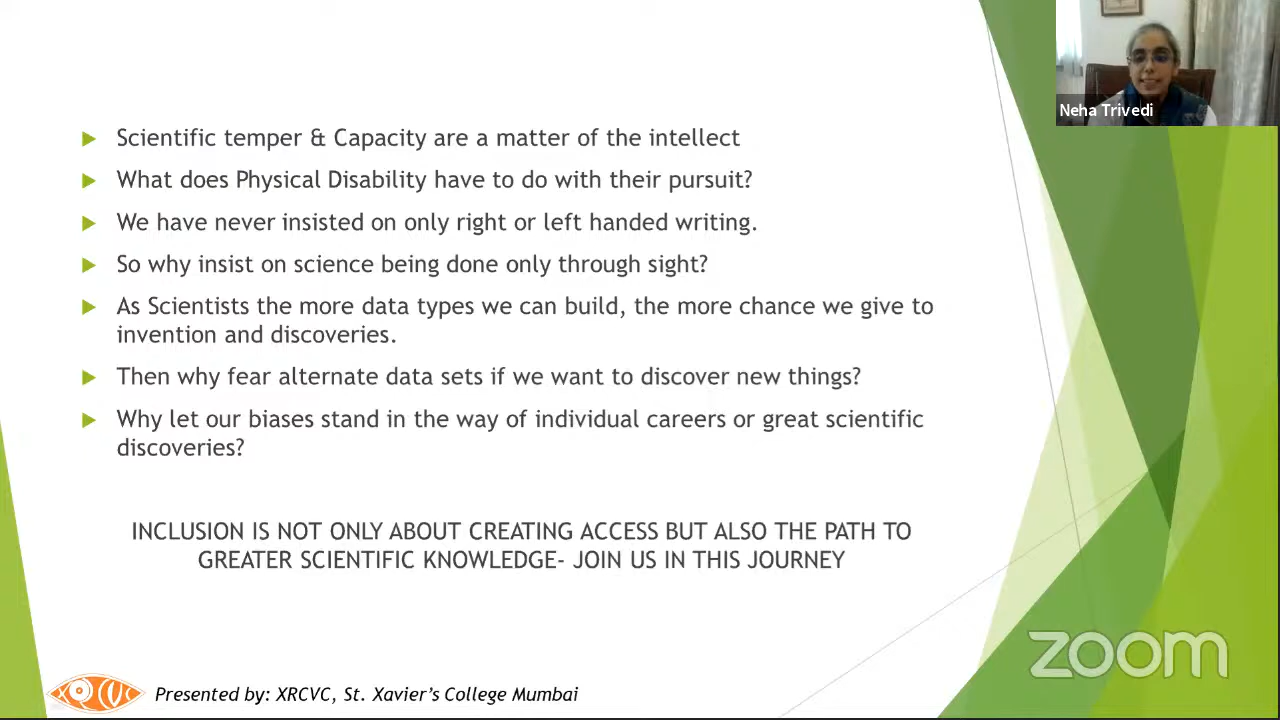 Neha Trivedi
Scientific temper & Capacity are a matter of the intellect
What does Physical Disability have to do with their pursuit?
We have never insisted on only right or left handed writing.
So why insist on science being done only through sight?
As Scientists the more data types we can build, the more chance we give to
invention and discoveries.
Then why fear alternate data sets if we want to discover new things?
Why let our biases stand in the way of individual careers or great scientific
discoveries?
INCLUSION IS NOT ONLY ABOUT CREATING ACCESS BUT ALSO THE PATH TO
GREATER SCIENTIFIC KNOWLEDGE- JOIN US IN THIS JOURNEY
zoom
XRCVC
Presented by: XRCVC, St. Xavier's College Mumbai